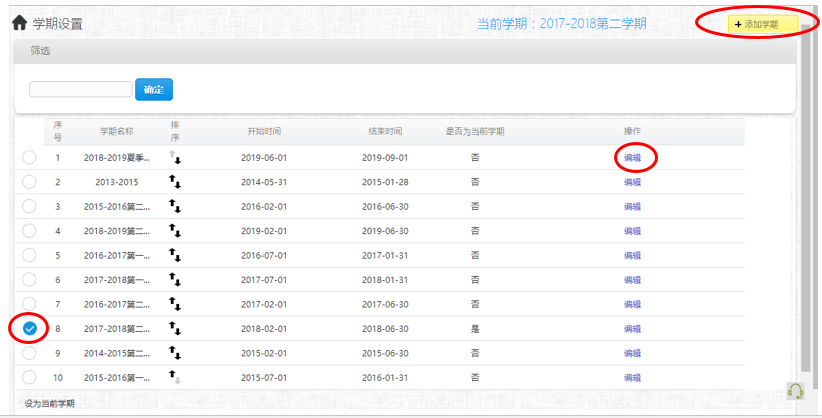 学期设置 当前学期：2017-2018第二学期 + 添加学期
筛选
确定
序号 学期名称 排序 开始时间 结束时间 是否为当前学期 操作
1 2018-2019夏季... 2019-06-01 2019-09-01 否 编辑
2 2013-2015 2014-05-31 2015-01-28 否 编辑
3 2015-2016第二... 2016-02-01 2016-06-30 否 编辑
4 2018-2019第二... 2019-02-01 2019-06-30 否 编辑
5 2016-2017第一... 2016-07-01 2017-01-31 否 编辑
6 2017-2018第一... 2017-07-01 2018-01-31 否 编辑
7 2016-2017第二... 2017-02-01 2017-06-30 否 编辑
8 2017-2018第二... 2018-02-01 2018-06-30 是 编辑
9 2014-2015第二... 2015-02-01 2015-06-30 否 编辑
10 2015-2016第一... 2015-07-01 2016-01-31 否 编辑
设为当前学期